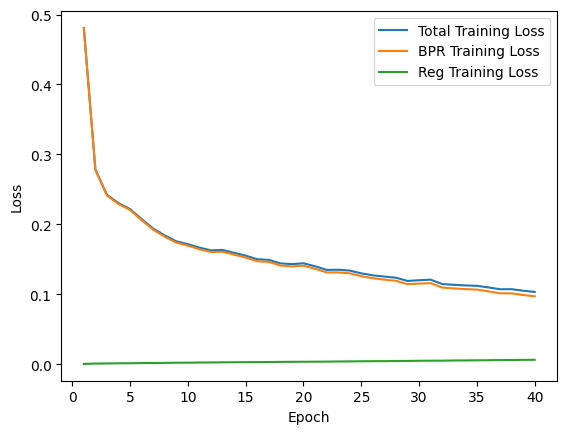 Total Training Loss
BPR Training Loss
Reg Training Loss
Loss
0.5
0.4
0.3
0.2
0.1
0.0
0 5 10 15 20 25 30 35 40
Epoch